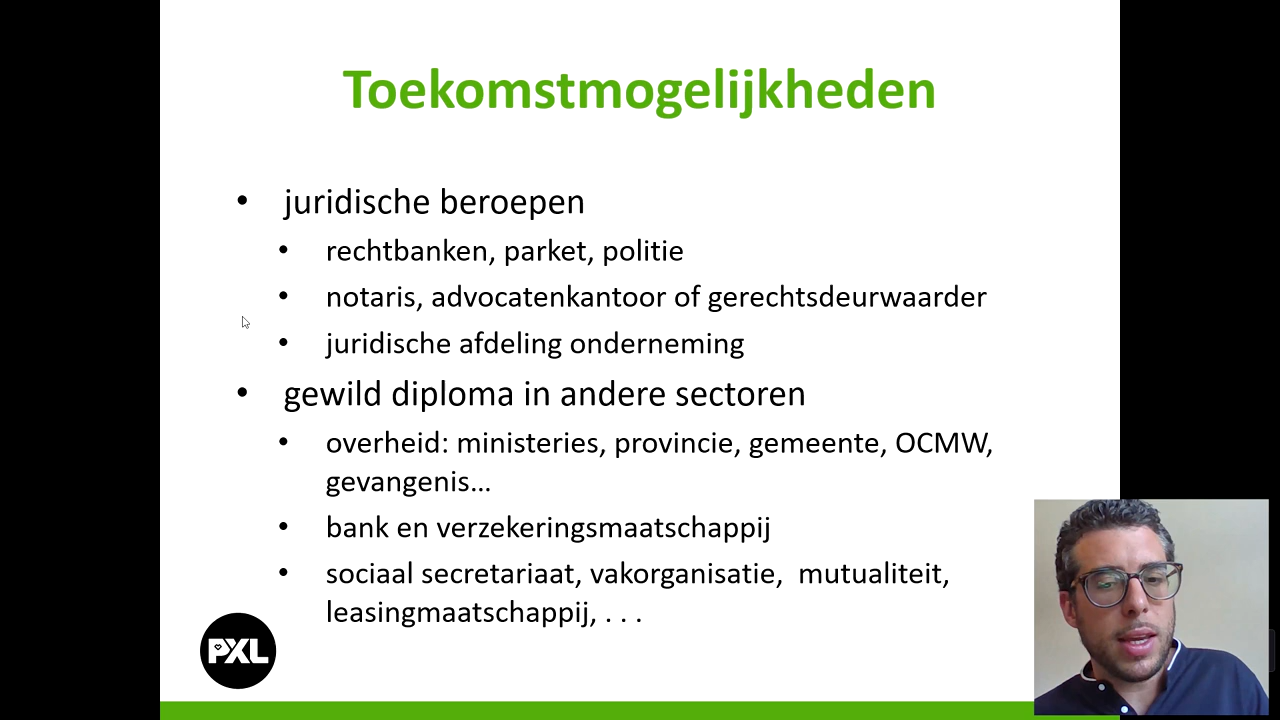 Toekomstmogelijkheden
• juridische beroepen
• rechtbanken, parket, politie
• notaris, advocatenkantoor of gerechtsdeurwaarder
• juridische afdeling onderneming
• gewild diploma in andere sectoren
• overheid: ministeries, provincie, gemeente, OCMW,
gevangenis...
• bank en verzekeringsmaatschappij
• sociaal secretariaat, vakorganisatie, mutualiteit,
leasingmaatschappij, . . .
PXL